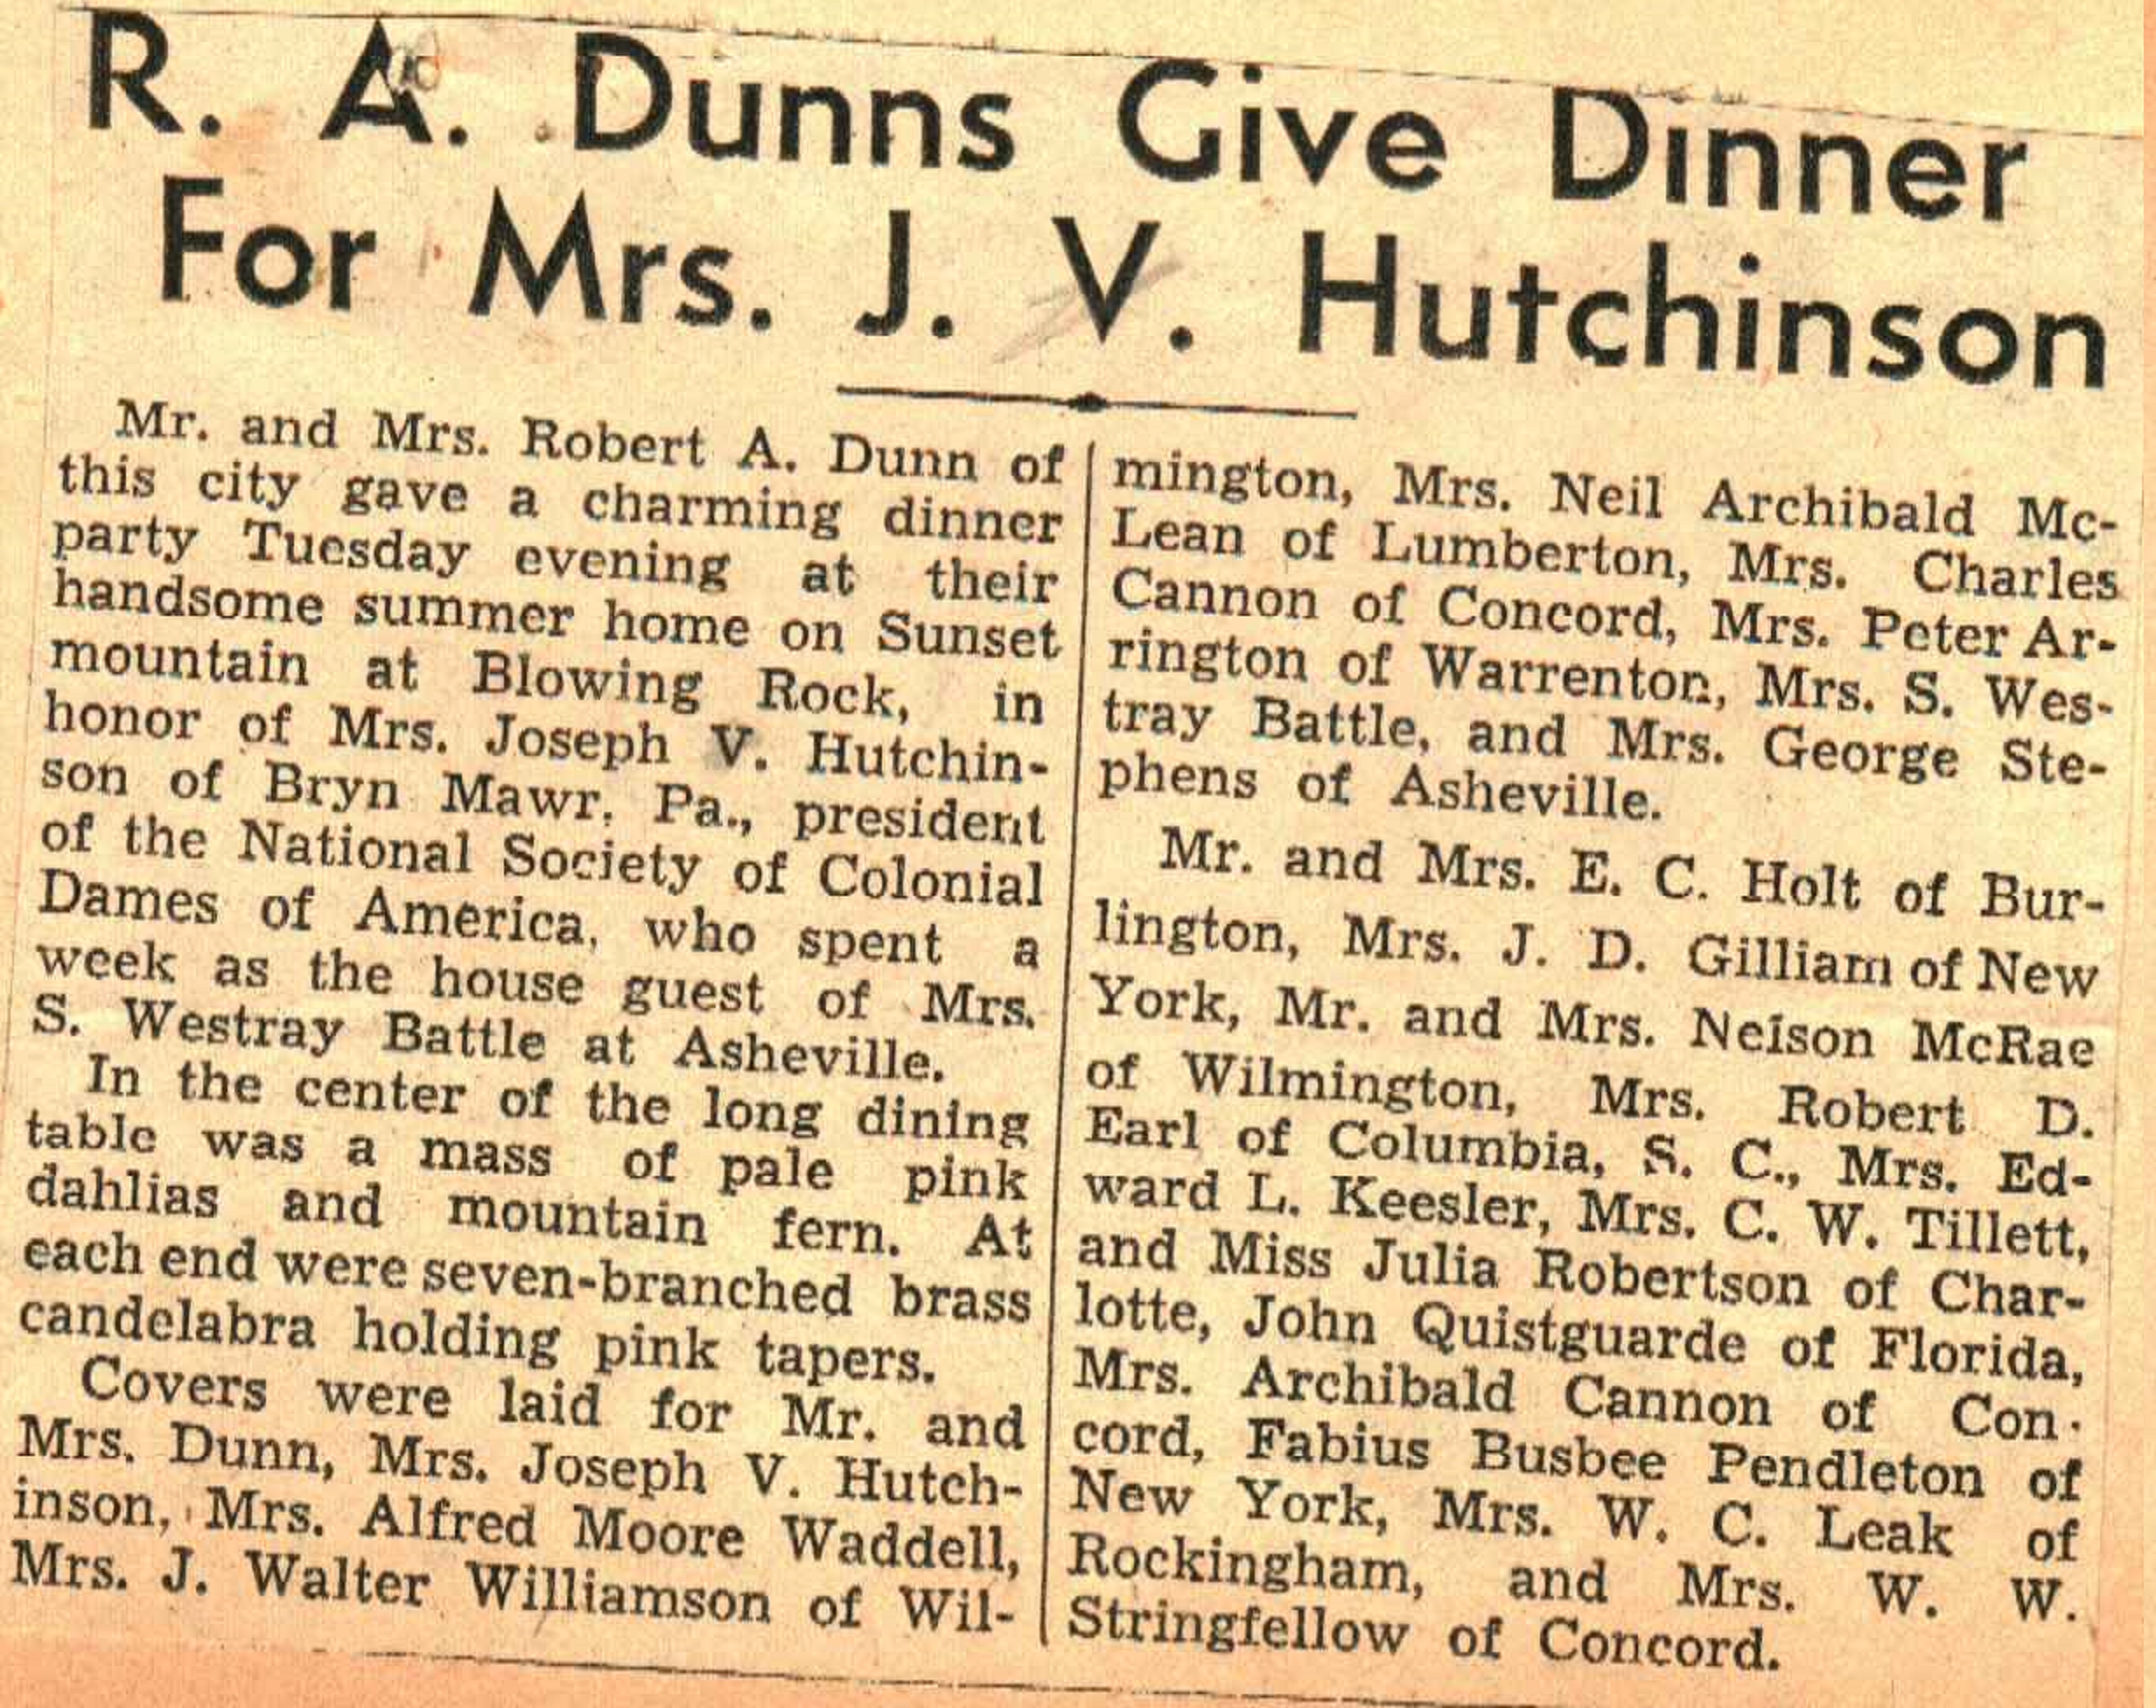 R. A. Dunns Give Dinner
For Mrs. J. V. Hutchinson
Mr. and Mrs. Robert A. Dunn of
this city gave a charming dinner
party Tuesday evening at their
handsome summer home on Sunset
mountain at Blowing Rock, in
honor of Mrs. Joseph V. Hutchin-
son of Bryn Mawr, Pa., president
of the National Society of Colonial
Dames of America, who spent a
week as the house guest of Mrs.
S. Westray Battle at Asheville.
In the center of the long dining
table was a mass of pale pink
dahlias and mountain fern. At
each end were seven-branched brass
candelabra holding pink tapers.
Covers were laid for Mr. and
Mrs. Dunn, Mrs. Joseph V. Hutch-
inson, Mrs. Alfred Moore Waddell,
Mrs. J. Walter Williamson of Wil-
mington, Mrs. Neil Archibald Mc-
Lean of Lumberton, Mrs. Charles
Cannon of Concord, Mrs. Peter Ar-
rington of Warrenton, Mrs. S. Wes-
tray Battle, and Mrs. George Ste-
phens of Asheville.
Mr. and Mrs. E. C. Holt of Bur-
lington, Mrs. J. D. Gilliam of New
York, Mr. and Mrs. Nelson McRae
of Wilmington, Mrs. Robert D.
Earl of Columbia, S. C., Mrs. Ed-
ward L. Keesler, Mrs. C. W. Tillett,
and Miss Julia Robertson of Char-
lotte, John Quistguarde of Florida,
Mrs. Archibald Cannon of Con-
cord, Fabius Busbee Pendleton of
New York, Mrs. W. C. Leak of
Rockingham, and Mrs. W. W.
Stringfellow of Concord.